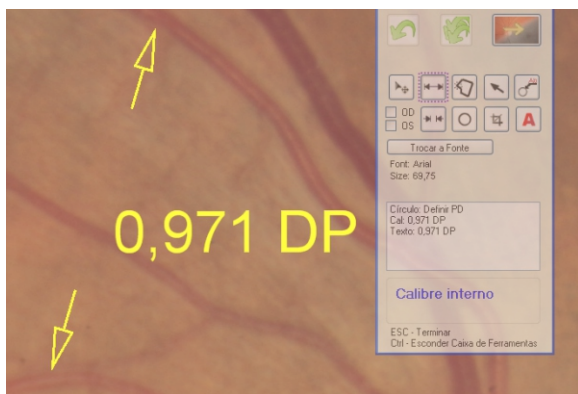 0,971 DP
OD
OS
AB
A
Trocar a Fonte
Font: Arial
Size: 69,75
Círculo: Definir PD
Cal: 0,971 DP
Texto: 0,971 DP
Calibre interno
ESC - Terminar
Ctrl - Esconder Caixa de Ferramentas